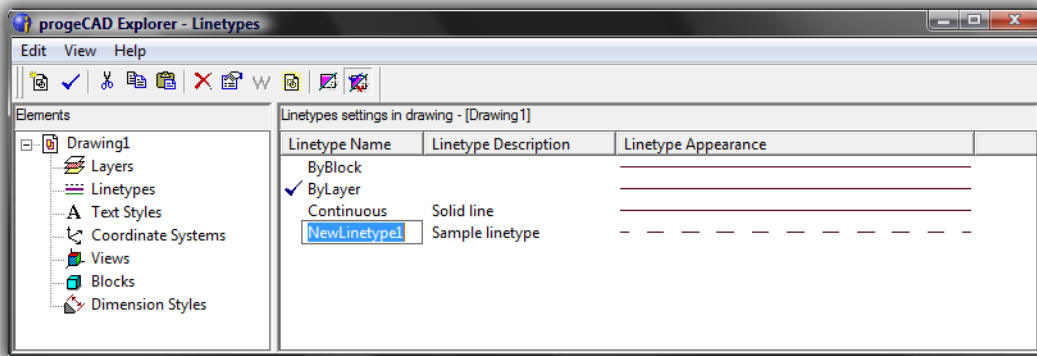 progeCAD Explorer - Linetypes
Edit View Help
Elements
Linetypes settings in drawing - [Drawing1]
Drawing1
Layers
Linetypes
Text Styles
Coordinate Systems
Views
Blocks
Dimension Styles
Linetype Name Linetype Description Linetype Appearance
ByBlock
ByLayer
Continuous Solid line
NewLinetype1 Sample linetype